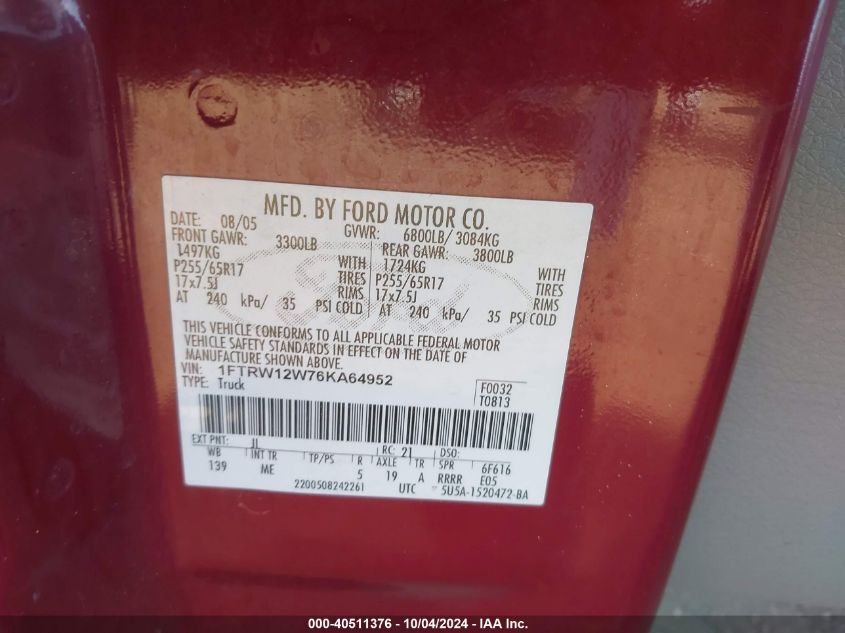 MFD. BY FORD MOTOR CO.
DATE: 08/05 GVWR: 6800LB/ 3084KG
FRONT GAWR: 3300LB REAR GAWR: 3800LB
1497KG WITH 1724KG WITH
P255/65R17 TIRES P255/65R17 TIRES
17x7.5J RIMS 17x7.5J RIMS
AT 240 kPa/ 35 PSI COLD AT 240 kPa/ 35 PSI COLD
Ford
THIS VEHICLE CONFORMS TO ALL APPLICABLE FEDERAL MOTOR
VEHICLE SAFETY STANDARDS IN EFFECT ON THE DATE OF
MANUFACTURE SHOWN ABOVE.
VIN: 1FTRW12W76KA64952 F0032
TYPE: Truck T0813
EXT PNT: JL RC: 21 DSO:
WB INT TR TP/PS R AXLE TR SPR 6F616
139 ME 5 19 A RRRR E05
2200508242261 UTC 5U5A-1520472-BA
000-40511376 - 10/04/2024 - IAA Inc.